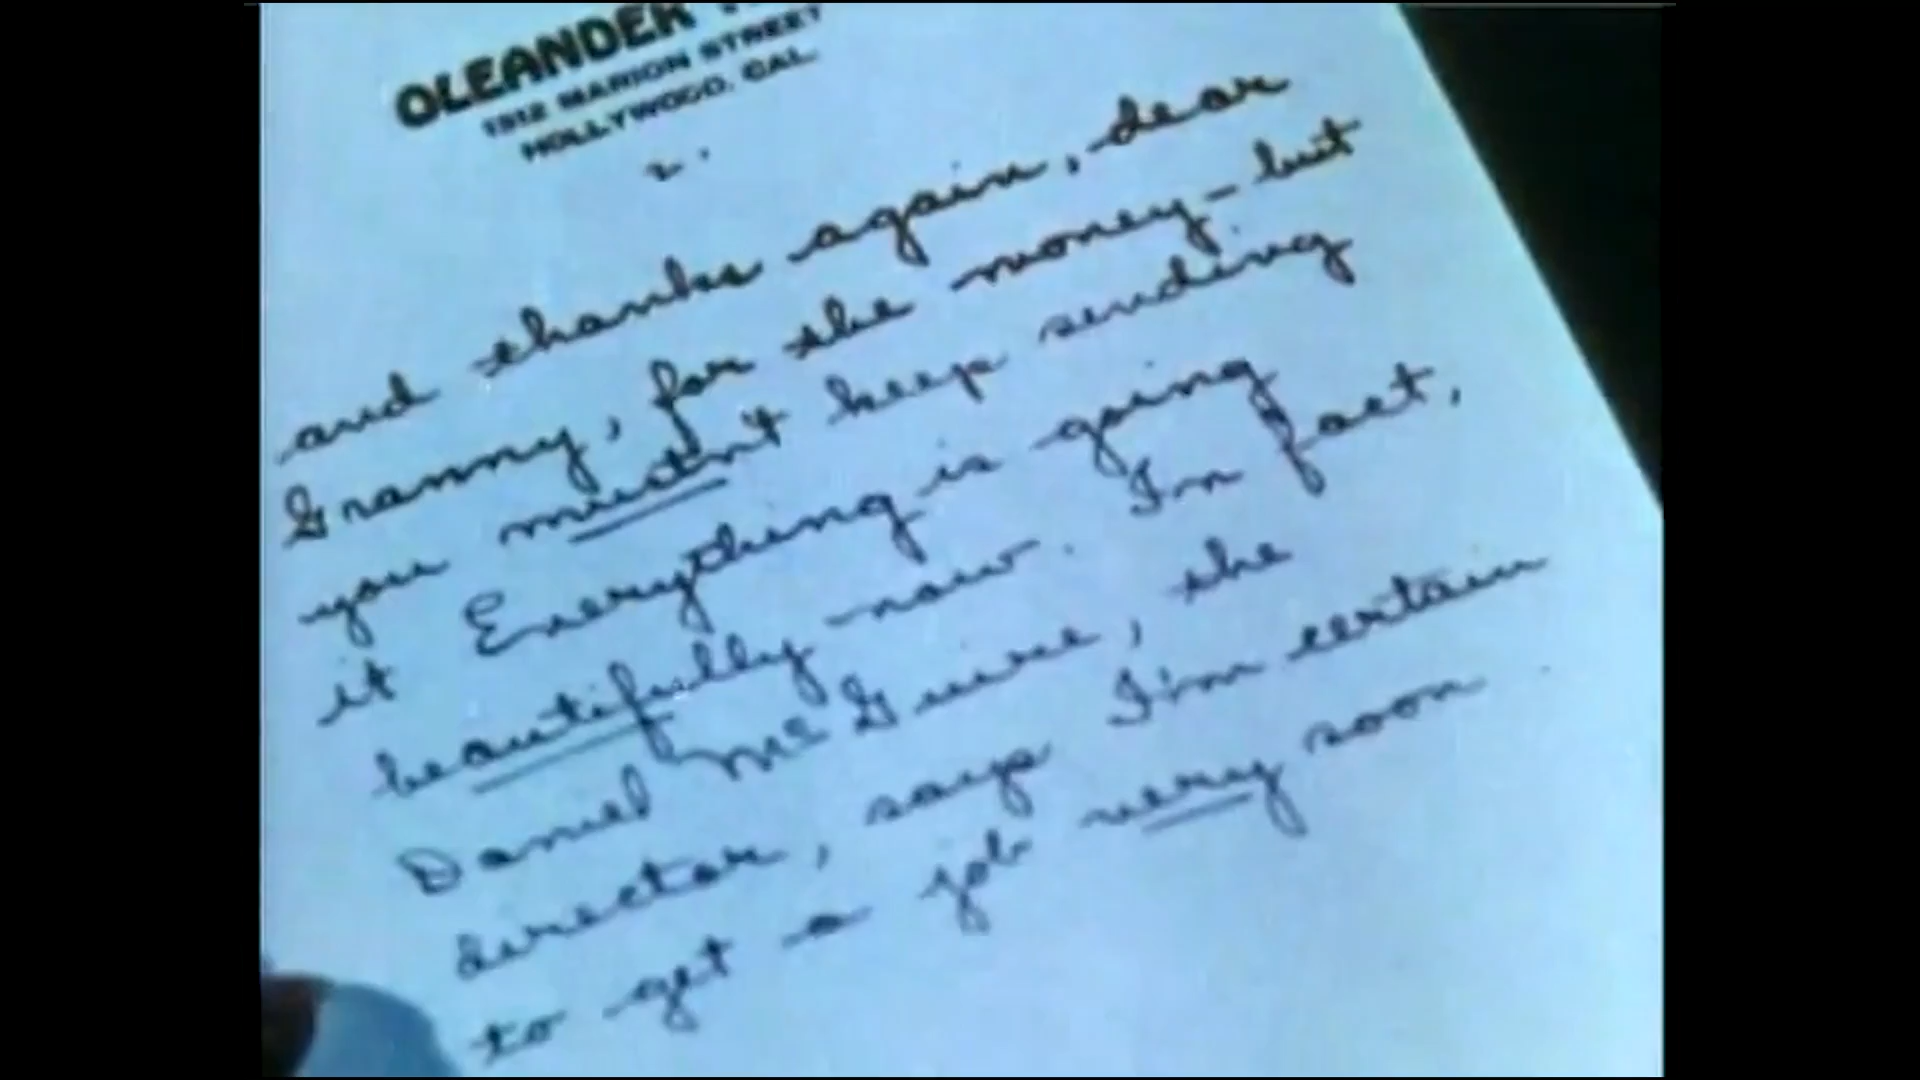 OLEANDER
1312 MARION STREET
HOLLYWOOD, CAL.
2.
and thanks again, dear
Granny, for the money - but
you mustn't keep sending
it Everything is going
beautifully now. In fact,
Daniel McGuire, the
director, says I'm certain
to get a job very soon